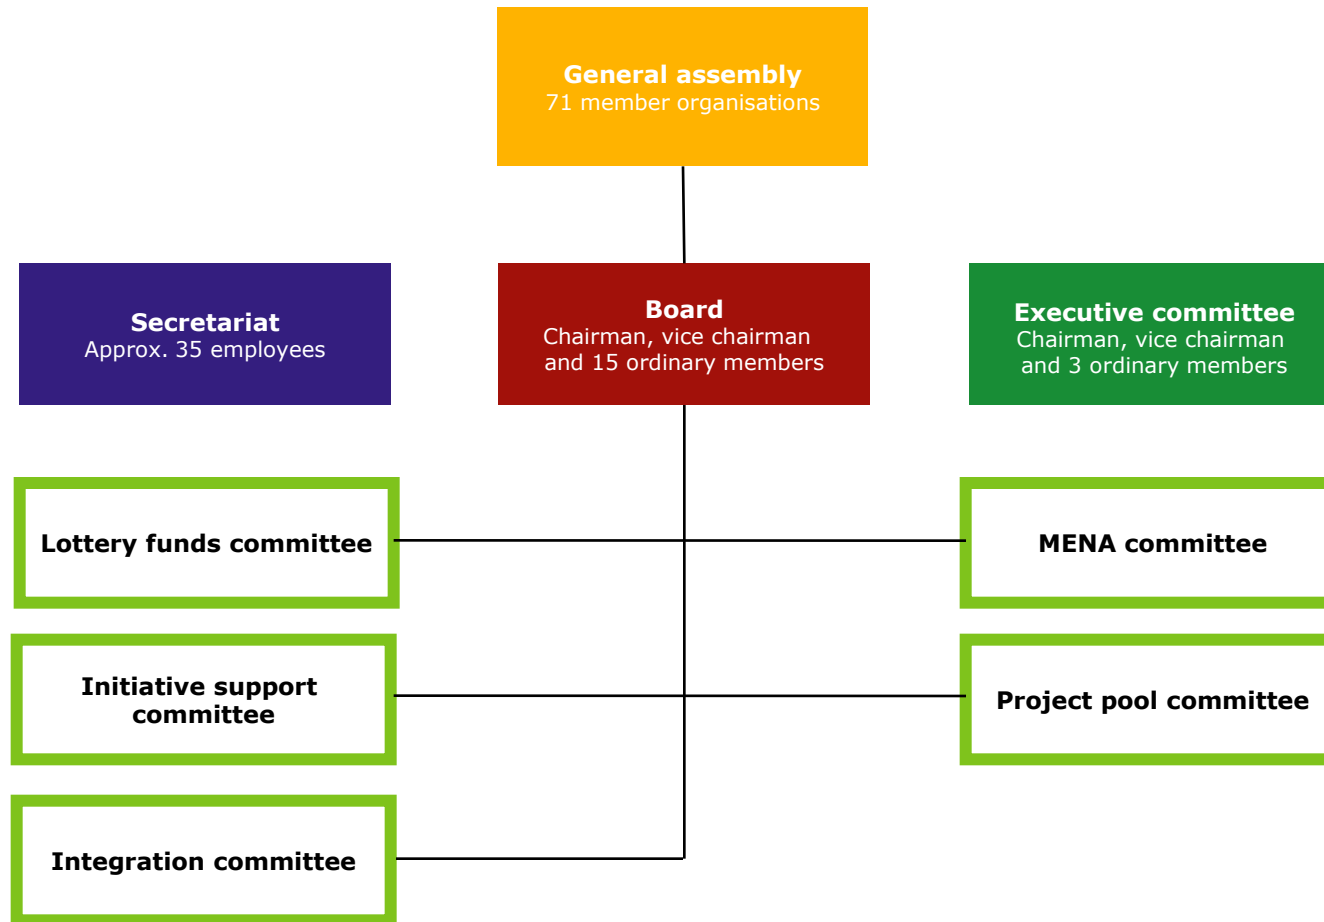 General assembly
71 member organisations
Secretariat
Approx. 35 employees
Board
Chairman, vice chairman
and 15 ordinary members
Executive committee
Chairman, vice chairman
and 3 ordinary members
Lottery funds committee
MENA committee
Initiative support
committee
Project pool committee
Integration committee